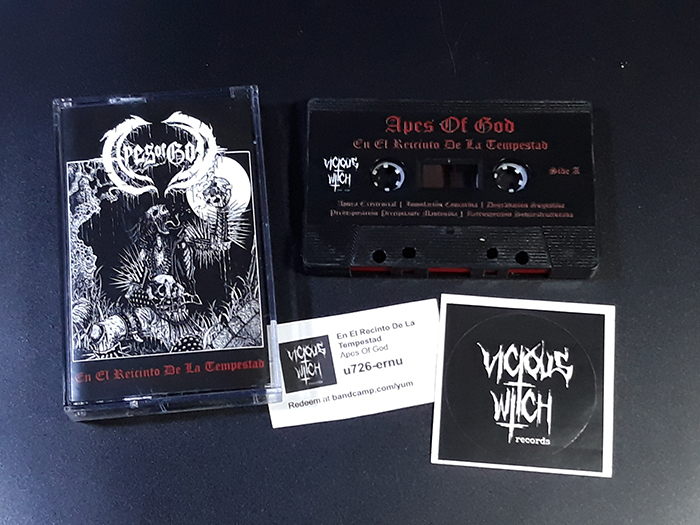 Apes of God
En El Reicinto De La Tempestad
Apes Of God
En El Reicinto De La Tempestad
VICIOUS
WITCH
Side A
En El Recinto De La
Tempestad
Apes Of God
u726-ernu
VICIOUS
WITCH
Redeem at bandcamp.com/yum
VICIOUS
WITCH
records